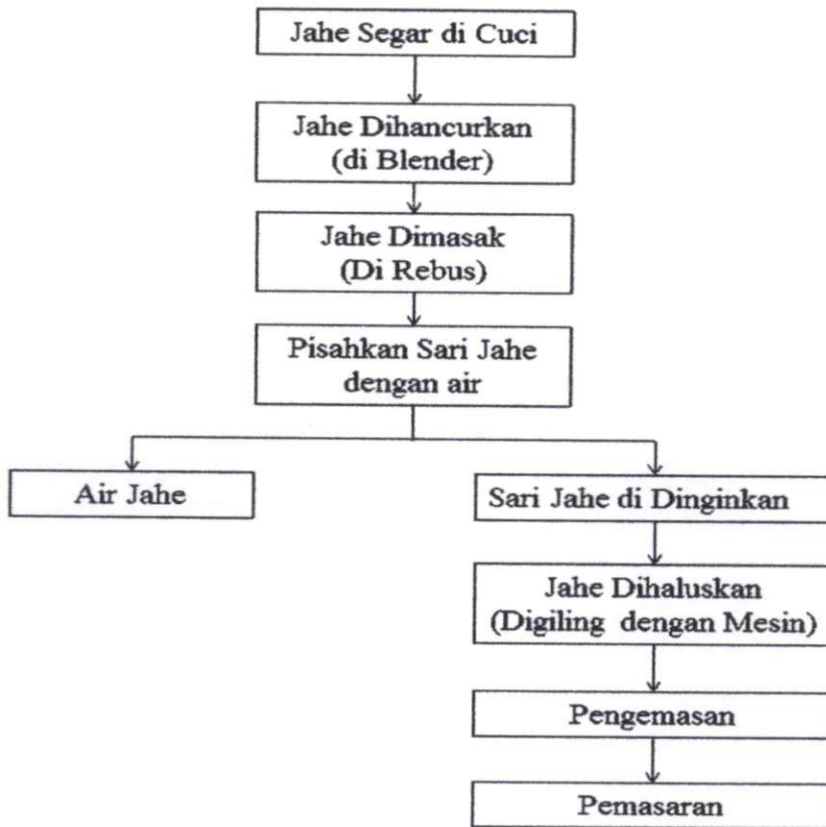 Jahe Segar di Cuci
Jahe Dihancurkan
(di Blender)
Jahe Dimasak
(Di Rebus)
Pisahkan Sari Jahe
dengan air
Air Jahe
Sari Jahe di Dinginkan
Jahe Dihaluskan
(Digiling dengan Mesin)
Pengemasan
Pemasaran